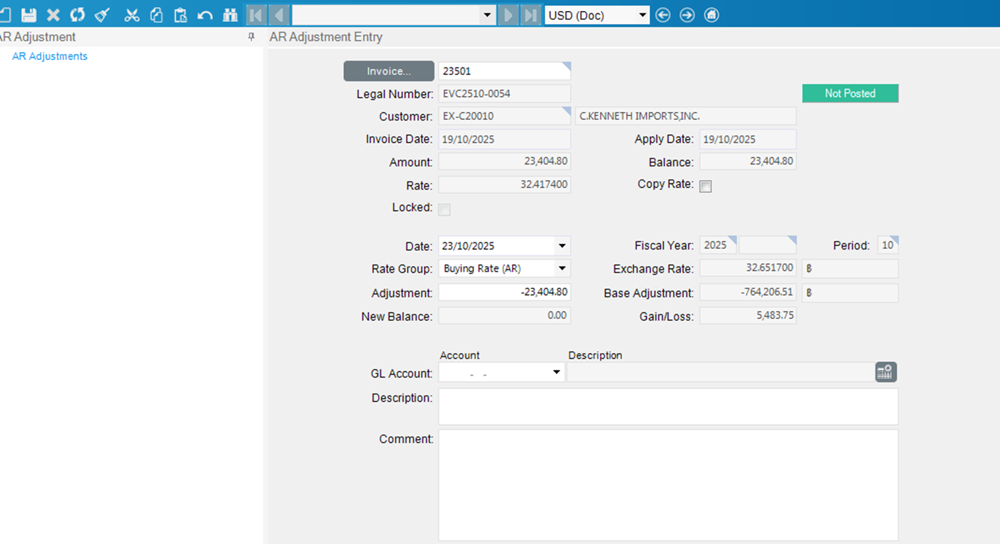 USD (Doc)
AR Adjustment
AR Adjustment Entry
AR Adjustments
Invoice... 23501
Legal Number: EVC2510-0054
Not Posted
Customer: EX-C20010 C.KENNETH IMPORTS,INC.
Invoice Date: 19/10/2025 Apply Date: 19/10/2025
Amount: 23,404.80 Balance: 23,404.80
Rate: 32.417400 Copy Rate:
Locked:
Date: 23/10/2025 Fiscal Year: 2025 Period: 10
Rate Group: Buying Rate (AR) Exchange Rate: 32.651700 ฿
Adjustment: -23,404.80 Base Adjustment: -764,206.51 ฿
New Balance: 0.00 Gain/Loss: 5,483.75
Account Description
GL Account: - -
Description:
Comment: